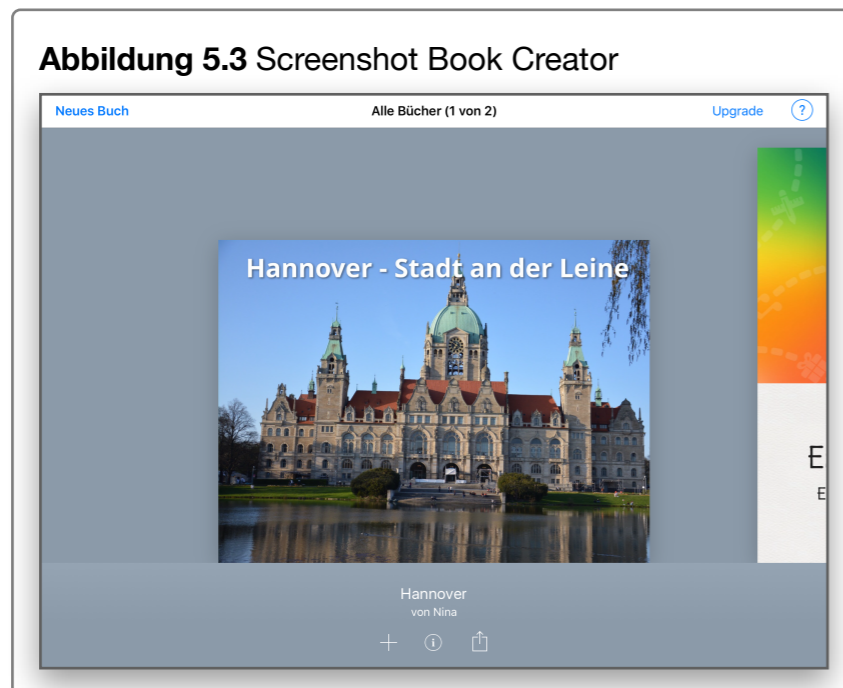 Abbildung 5.3 Screenshot Book Creator
Neues Buch
Alle Bücher (1 von 2)
Upgrade
?
Hannover - Stadt an der Leine
E
E
Hannover
von Nina